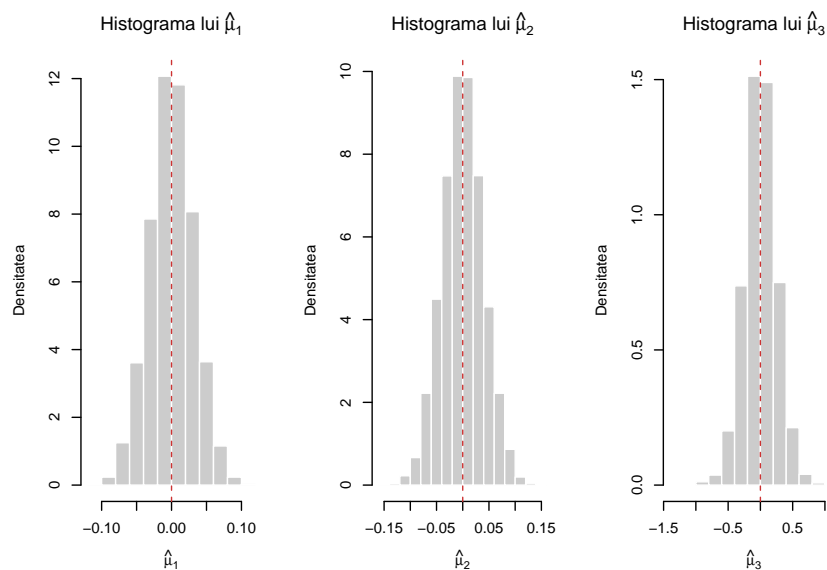 Histograma lui μ̂₁
Densitatea
12
10
8
6
4
2
0
−0.10 0.00 0.10
μ̂₁
Histograma lui μ̂₂
Densitatea
10
8
6
4
2
0
−0.15 −0.05 0.05 0.15
μ̂₂
Histograma lui μ̂₃
Densitatea
1.5
1.0
0.5
0.0
−1.5 −0.5 0.5
μ̂₃